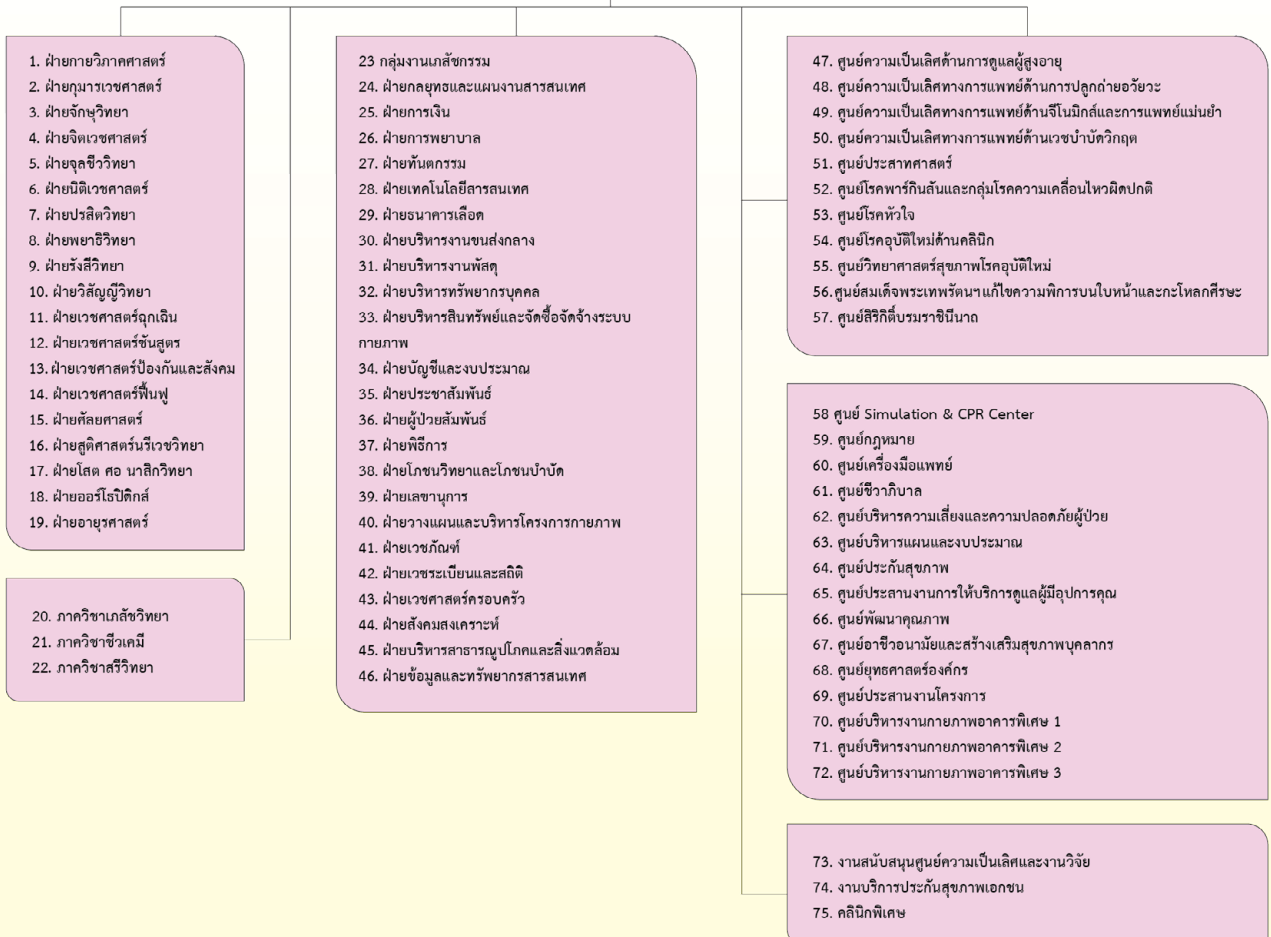 1. ฝ่ายกายวิภาคศาสตร์
2. ฝ่ายกุมารเวชศาสตร์
3. ฝ่ายจักษุวิทยา
4. ฝ่ายจิตเวชศาสตร์
5. ฝ่ายจุลชีววิทยา
6. ฝ่ายนิติเวชศาสตร์
7. ฝ่ายปรสิตวิทยา
8. ฝ่ายพยาธิวิทยา
9. ฝ่ายรังสีวิทยา
10. ฝ่ายวิสัญญีวิทยา
11. ฝ่ายเวชศาสตร์ฉุกเฉิน
12. ฝ่ายเวชศาสตร์ชันสูตร
13. ฝ่ายเวชศาสตร์ป้องกันและสังคม
14. ฝ่ายเวชศาสตร์ฟื้นฟู
15. ฝ่ายศัลยศาสตร์
16. ฝ่ายสูติศาสตร์นรีเวชวิทยา
17. ฝ่ายโสต ศอ นาสิกวิทยา
18. ฝ่ายออร์โธปิดิกส์
19. ฝ่ายอายุรศาสตร์
20. ภาควิชาเภสัชวิทยา
21. ภาควิชาชีวเคมี
22. ภาควิชาสรีวิทยา
23 กลุ่มงานเภสัชกรรม
24. ฝ่ายกลยุทธและแผนงานสารสนเทศ
25. ฝ่ายการเงิน
26. ฝ่ายการพยาบาล
27. ฝ่ายทันตกรรม
28. ฝ่ายเทคโนโลยีสารสนเทศ
29. ฝ่ายธนาคารเลือด
30. ฝ่ายบริหารงานขนส่งกลาง
31. ฝ่ายบริหารงานพัสดุ
32. ฝ่ายบริหารทรัพยากรบุคคล
33. ฝ่ายบริหารสินทรัพย์และจัดซื้อจัดจ้างระบบ
กายภาพ
34. ฝ่ายบัญชีและงบประมาณ
35. ฝ่ายประชาสัมพันธ์
36. ฝ่ายผู้ป่วยสัมพันธ์
37. ฝ่ายพิธีการ
38. ฝ่ายโภชนวิทยาและโภชนบำบัด
39. ฝ่ายเลขานุการ
40. ฝ่ายวางแผนและบริหารโครงการกายภาพ
41. ฝ่ายเวชภัณฑ์
42. ฝ่ายเวชระเบียนและสถิติ
43. ฝ่ายเวชศาสตร์ครอบครัว
44. ฝ่ายสังคมสงเคราะห์
45. ฝ่ายบริหารสาธารณูปโภคและสิ่งแวดล้อม
46. ฝ่ายข้อมูลและทรัพยากรสารสนเทศ
47. ศูนย์ความเป็นเลิศด้านการดูแลผู้สูงอายุ
48. ศูนย์ความเป็นเลิศทางการแพทย์ด้านการปลูกถ่ายอวัยวะ
49. ศูนย์ความเป็นเลิศทางการแพทย์ด้านจีโนมิกส์และการแพทย์แม่นยำ
50. ศูนย์ความเป็นเลิศทางการแพทย์ด้านเวชบำบัดวิกฤต
51. ศูนย์ประสาทศาสตร์
52. ศูนย์โรคพาร์กินสันและกลุ่มโรคความเคลื่อนไหวผิดปกติ
53. ศูนย์โรคหัวใจ
54. ศูนย์โรคอุบัติใหม่ด้านคลินิก
55. ศูนย์วิทยาศาสตร์สุขภาพโรคอุบัติใหม่
56.ศูนย์สมเด็จพระเทพรัตนฯแก้ไขความพิการบนใบหน้าและกะโหลกศีรษะ
57. ศูนย์สิริกิติ์บรมราชินีนาถ
58 ศูนย์ Simulation & CPR Center
59. ศูนย์กฎหมาย
60. ศูนย์เครื่องมือแพทย์
61. ศูนย์ชีวาภิบาล
62. ศูนย์บริหารความเสี่ยงและความปลอดภัยผู้ป่วย
63. ศูนย์บริหารแผนและงบประมาณ
64. ศูนย์ประกันสุขภาพ
65. ศูนย์ประสานงานการให้บริการดูแลผู้มีอุปการคุณ
66. ศูนย์พัฒนาคุณภาพ
67. ศูนย์อาชีวอนามัยและสร้างเสริมสุขภาพบุคลากร
68. ศูนย์ยุทธศาสตร์องค์กร
69. ศูนย์ประสานงานโครงการ
70. ศูนย์บริหารงานกายภาพอาคารพิเศษ 1
71. ศูนย์บริหารงานกายภาพอาคารพิเศษ 2
72. ศูนย์บริหารงานกายภาพอาคารพิเศษ 3
73. งานสนับสนุนศูนย์ความเป็นเลิศและงานวิจัย
74. งานบริการประกันสุขภาพเอกชน
75. คลินิกพิเศษ